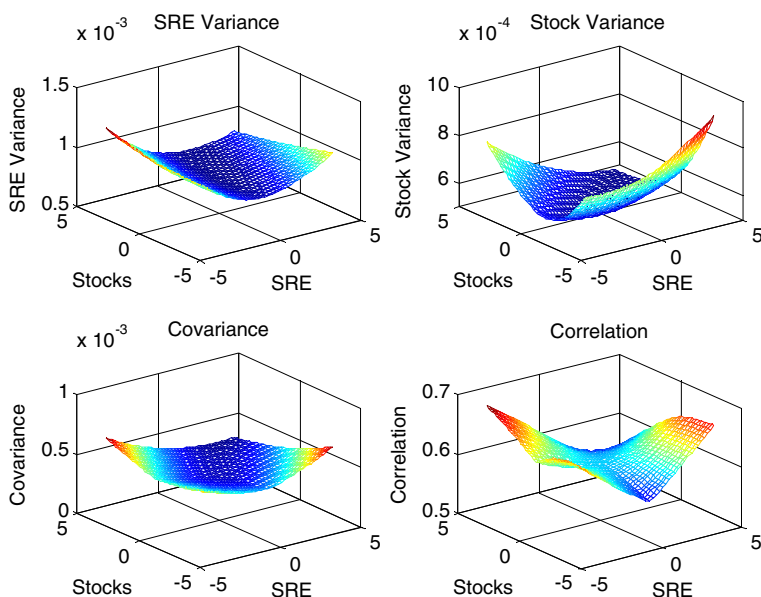 x 10⁻³
SRE Variance
1.5
1
0.5
SRE Variance
5
0
-5
Stocks
-5
0
5
SRE
x 10⁻⁴
Stock Variance
10
8
6
Stock Variance
5
0
-5
Stocks
-5
0
5
SRE
x 10⁻³
Covariance
1
0.5
0
Covariance
5
0
-5
Stocks
-5
0
5
SRE
Correlation
0.7
0.6
0.5
Correlation
5
0
-5
Stocks
-5
0
5
SRE